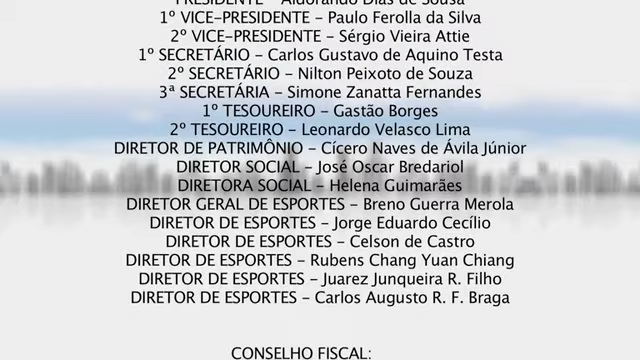 PRESIDENTE – Aldorando Dias de Sousa
1º VICE-PRESIDENTE – Paulo Ferolla da Silva
2º VICE-PRESIDENTE – Sérgio Vieira Attie
1º SECRETÁRIO – Carlos Gustavo de Aquino Testa
2º SECRETÁRIO – Nilton Peixoto de Souza
3ª SECRETÁRIA – Simone Zanatta Fernandes
1º TESOUREIRO – Gastão Borges
2º TESOUREIRO – Leonardo Velasco Lima
DIRETOR DE PATRIMÔNIO – Cícero Naves de Ávila Júnior
DIRETOR SOCIAL – José Oscar Bredariol
DIRETORA SOCIAL – Helena Guimarães
DIRETOR GERAL DE ESPORTES – Breno Guerra Merola
DIRETOR DE ESPORTES – Jorge Eduardo Cecílio
DIRETOR DE ESPORTES – Celson de Castro
DIRETOR DE ESPORTES – Rubens Chang Yuan Chiang
DIRETOR DE ESPORTES – Juarez Junqueira R. Filho
DIRETOR DE ESPORTES – Carlos Augusto R. F. Braga
CONSELHO FISCAL: